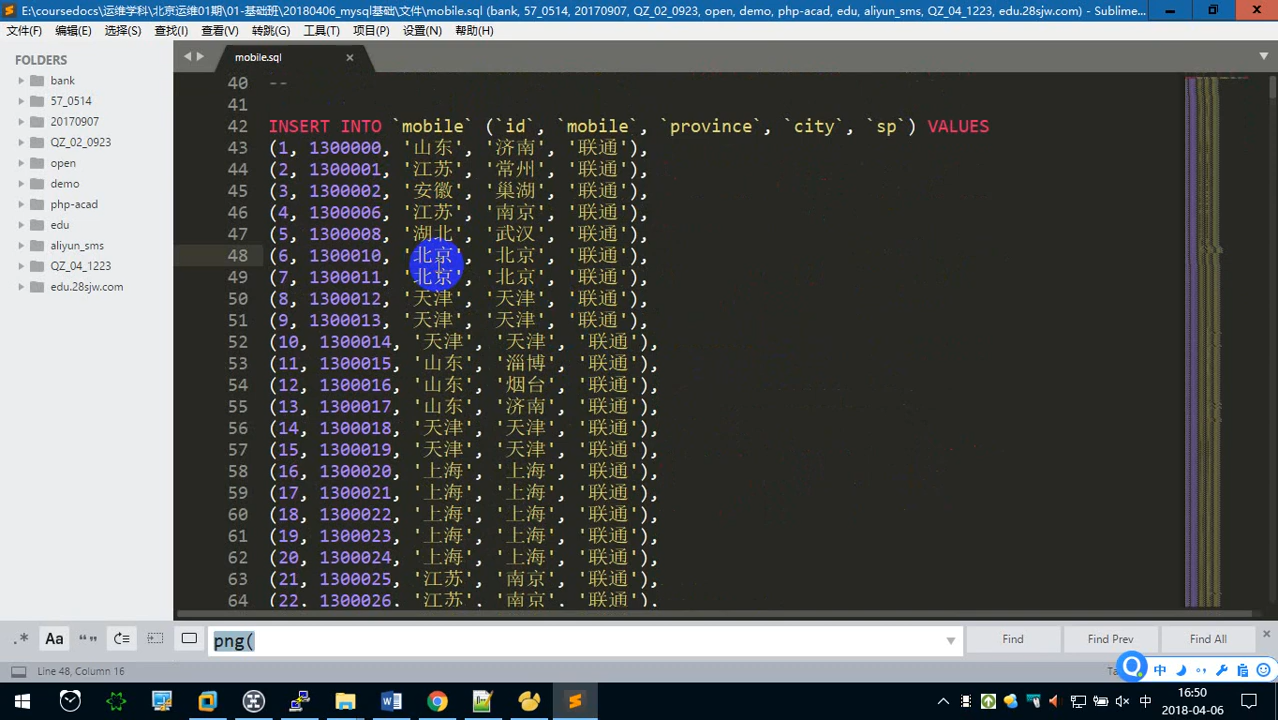 E:\coursedocs\运维学科\北京运维01期\01-基础班\20180406_mysql基础\文件\mobile.sql (bank, 57_0514, 20170907, QZ_02_0923, open, demo, php-acad, edu, aliyun_sms, QZ_04_1223, edu.28sjw.com) - Sublime...
文件(F) 编辑(E) 选择(S) 查找(I) 查看(V) 转跳(G) 工具(T) 项目(P) 设置(N) 帮助(H)
FOLDERS
bank
57_0514
20170907
QZ_02_0923
open
demo
php-acad
edu
aliyun_sms
QZ_04_1223
edu.28sjw.com
mobile.sql
40 --
41
42 INSERT INTO `mobile` (`id`, `mobile`, `province`, `city`, `sp`) VALUES
43 (1, 1300000, '山东', '济南', '联通'),
44 (2, 1300001, '江苏', '常州', '联通'),
45 (3, 1300002, '安徽', '巢湖', '联通'),
46 (4, 1300006, '江苏', '南京', '联通'),
47 (5, 1300008, '湖北', '武汉', '联通'),
48 (6, 1300010, '北京', '北京', '联通'),
49 (7, 1300011, '北京', '北京', '联通'),
50 (8, 1300012, '天津', '天津', '联通'),
51 (9, 1300013, '天津', '天津', '联通'),
52 (10, 1300014, '天津', '天津', '联通'),
53 (11, 1300015, '山东', '淄博', '联通'),
54 (12, 1300016, '山东', '烟台', '联通'),
55 (13, 1300017, '山东', '济南', '联通'),
56 (14, 1300018, '天津', '天津', '联通'),
57 (15, 1300019, '天津', '天津', '联通'),
58 (16, 1300020, '上海', '上海', '联通'),
59 (17, 1300021, '上海', '上海', '联通'),
60 (18, 1300022, '上海', '上海', '联通'),
61 (19, 1300023, '上海', '上海', '联通'),
62 (20, 1300024, '上海', '上海', '联通'),
63 (21, 1300025, '江苏', '南京', '联通'),
64 (22, 1300026, '江苏', '南京', '联通'),
.* Aa “” png( Find Find Prev Find All
Line 48, Column 16
中
中 16:50
2018-04-06